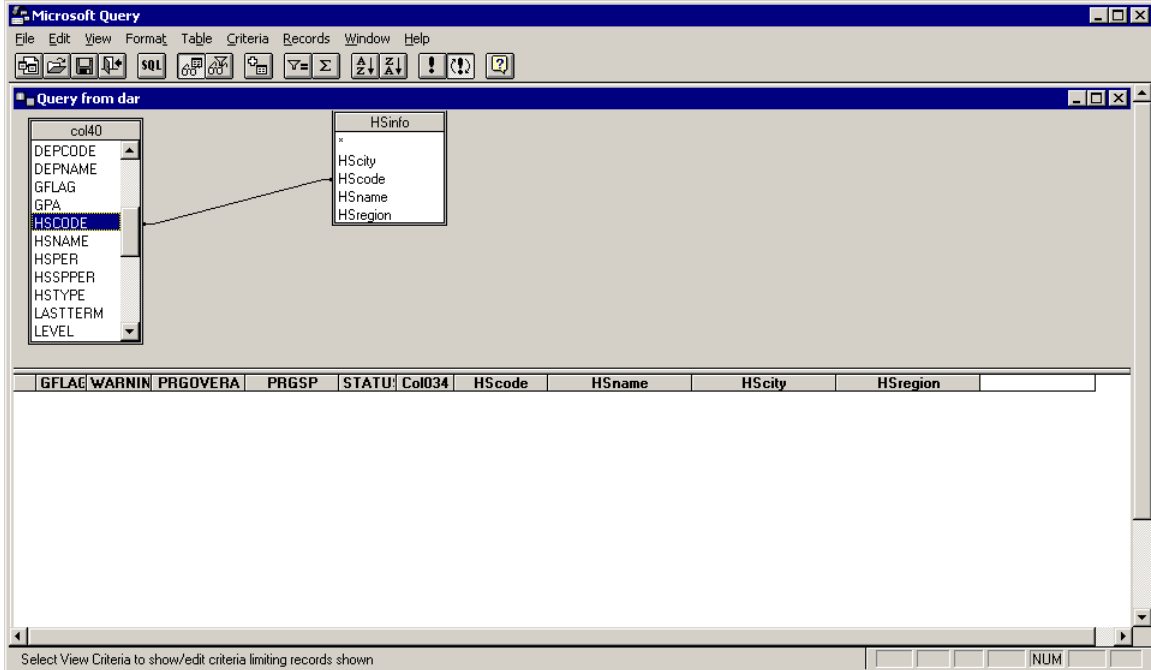 Microsoft Query
File Edit View Format Table Criteria Records Window Help
SQL
Query from dar
col40
DEPCODE
DEPNAME
GFLAG
GPA
HSCODE
HSNAME
HSPER
HSSPPER
HSTYPE
LASTTERM
LEVEL
HSinfo
*
HScity
HScode
HSname
HSregion
GFLAG WARNIN PRGOVERA PRGSP STATUS Col034 HScode HSname HScity HSregion
Select View Criteria to show/edit criteria limiting records shown
NUM